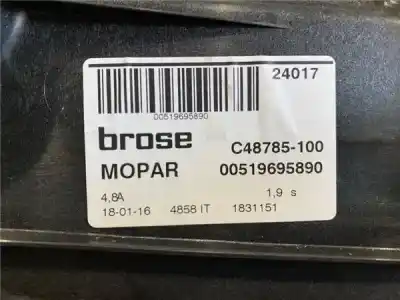 24017
00519695890
brose C48785-100
MOPAR 00519695890
4,8A 1,9 s
18-01-16 4858 IT 1831151